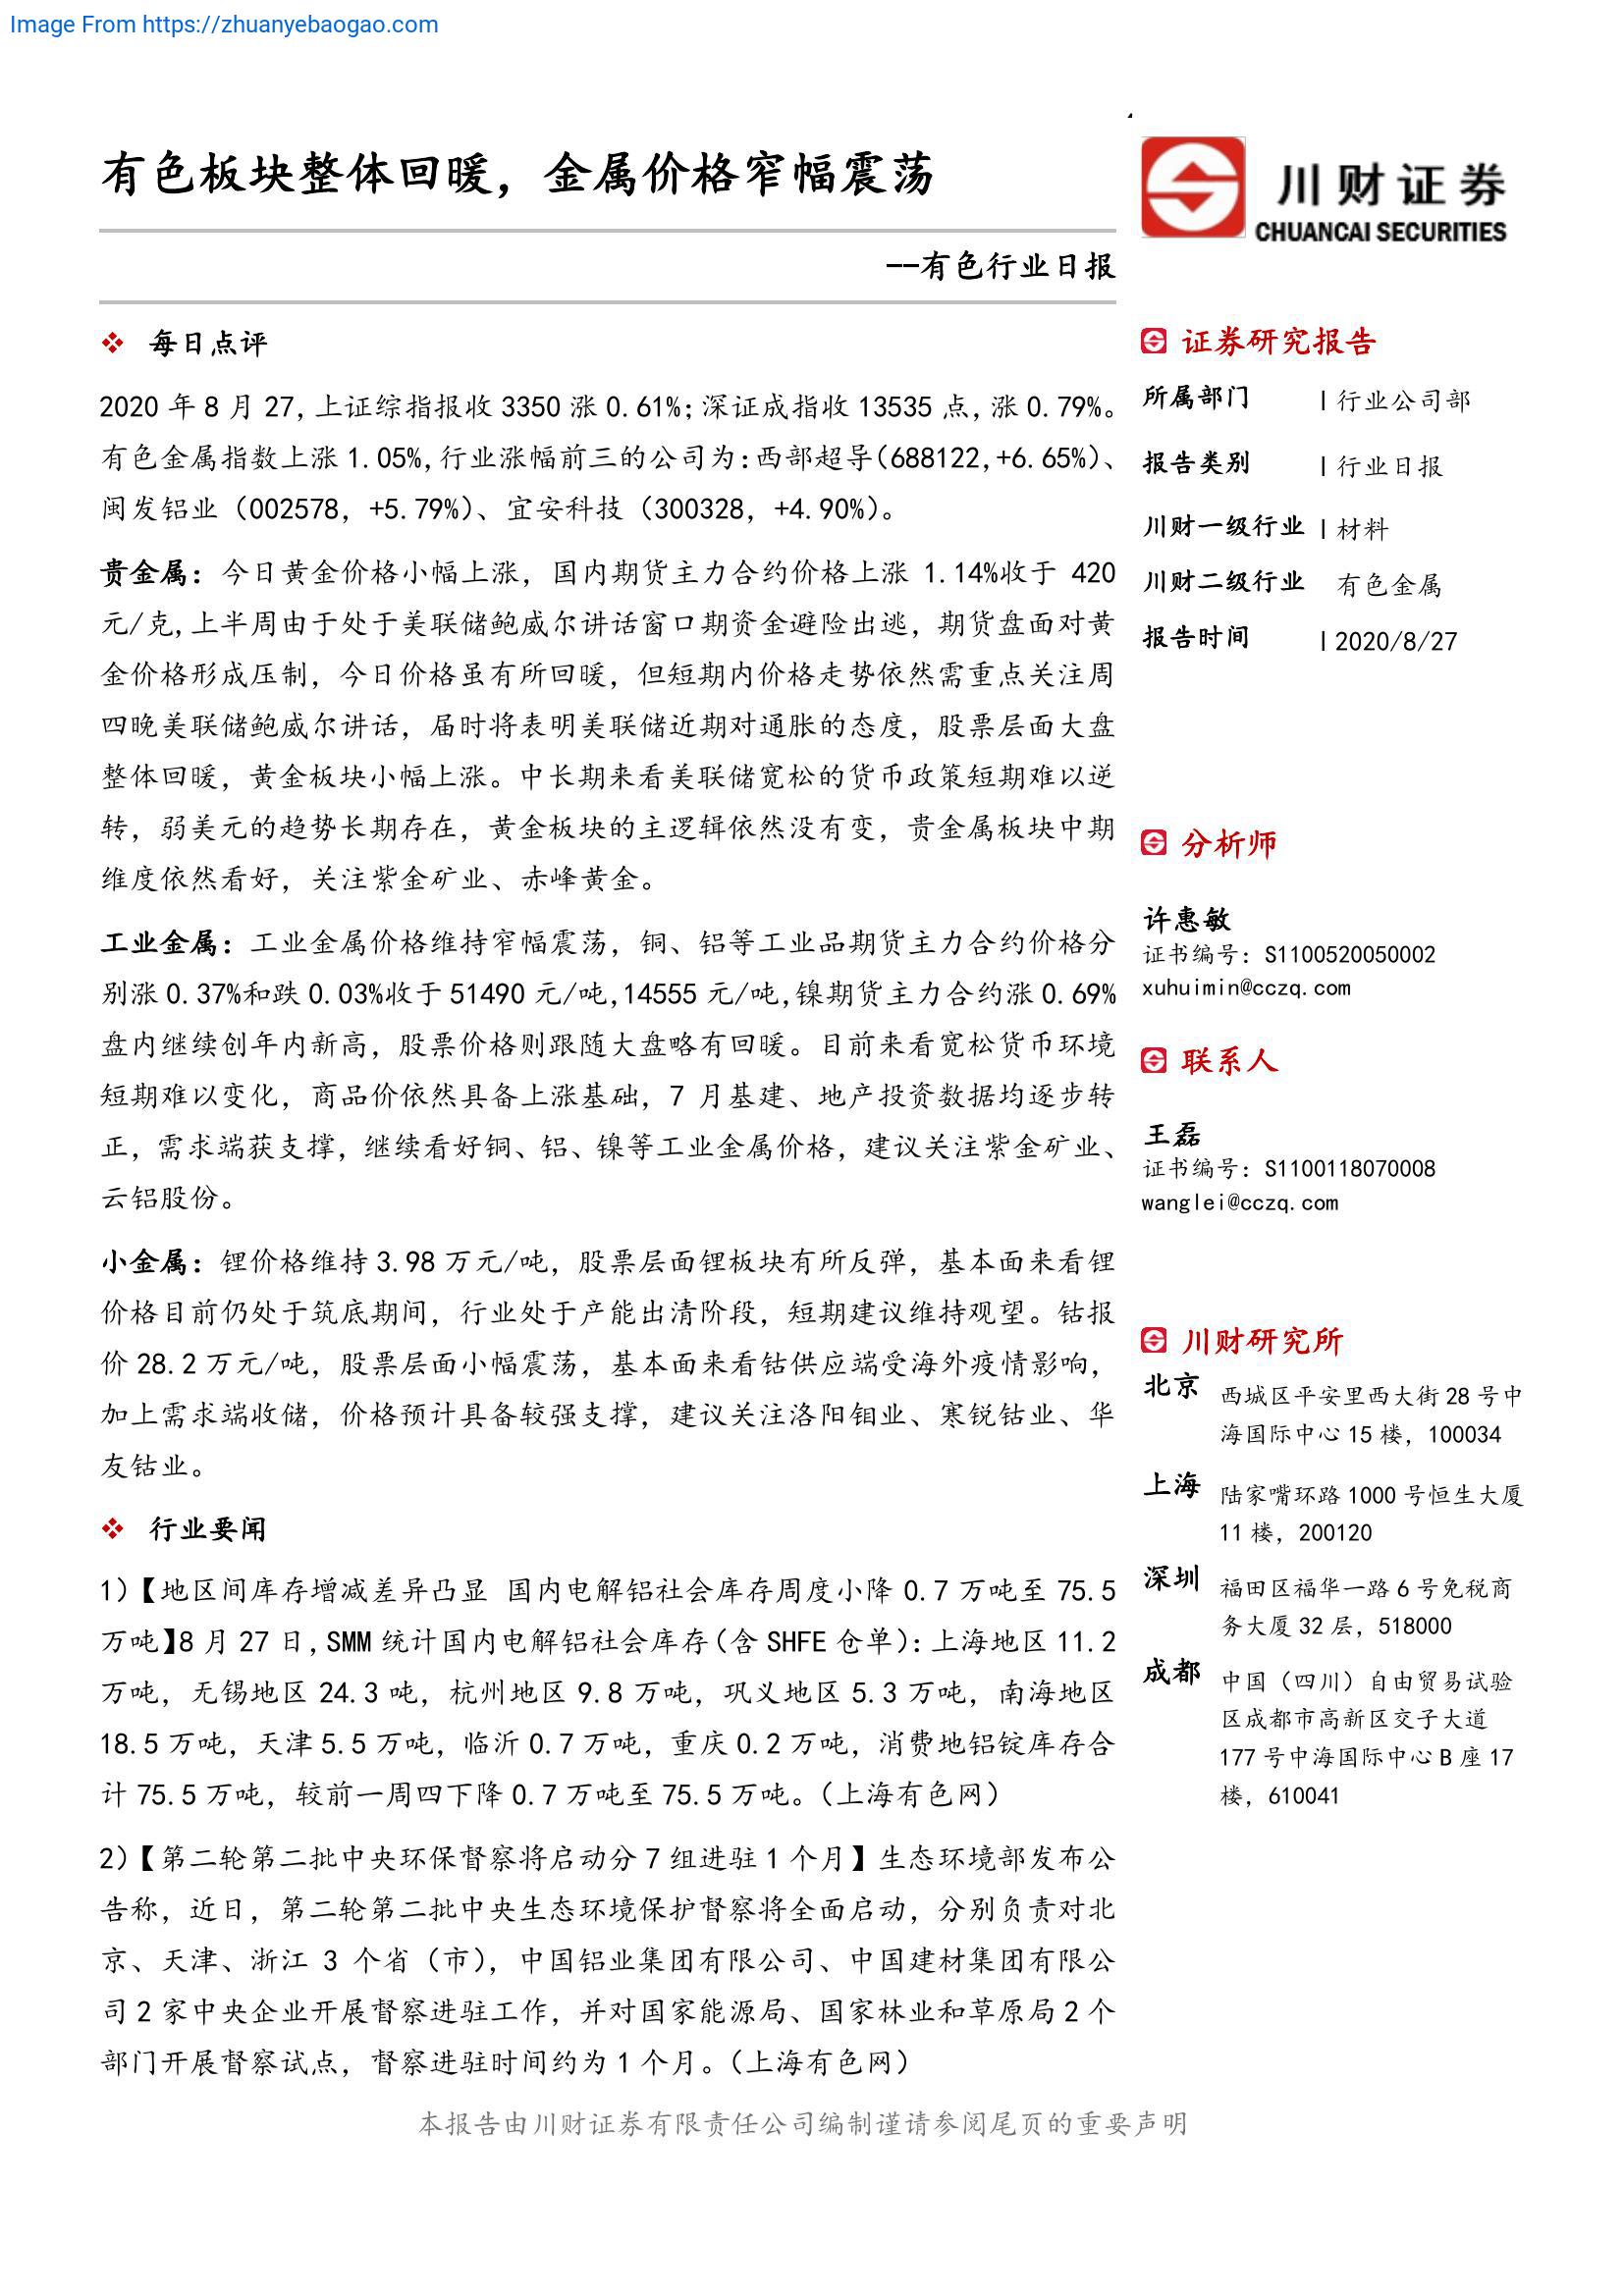 Image From https://zhuanyebaogao.com
有色板块整体回暖，金属价格窄幅震荡
川财证券
CHUANCAI SECURITIES
--有色行业日报
❖ 每日点评
2020 年 8 月 27，上证综指报收 3350 涨 0.61%；深证成指收 13535 点，涨 0.79%。
有色金属指数上涨 1.05%，行业涨幅前三的公司为：西部超导（688122，+6.65%）、
闽发铝业（002578，+5.79%）、宜安科技（300328，+4.90%）。
贵金属：今日黄金价格小幅上涨，国内期货主力合约价格上涨 1.14%收于 420
元/克，上半周由于处于美联储鲍威尔讲话窗口期资金避险出逃，期货盘面对黄
金价格形成压制，今日价格虽有所回暖，但短期内价格走势依然需重点关注周
四晚美联储鲍威尔讲话，届时将表明美联储近期对通胀的态度，股票层面大盘
整体回暖，黄金板块小幅上涨。中长期来看美联储宽松的货币政策短期难以逆
转，弱美元的趋势长期存在，黄金板块的主逻辑依然没有变，贵金属板块中期
维度依然看好，关注紫金矿业、赤峰黄金。
工业金属：工业金属价格维持窄幅震荡，铜、铝等工业品期货主力合约价格分
别涨 0.37%和跌 0.03%收于 51490 元/吨,14555 元/吨,镍期货主力合约涨 0.69%
盘内继续创年内新高，股票价格则跟随大盘略有回暖。目前来看宽松货币环境
短期难以变化，商品价依然具备上涨基础，7 月基建、地产投资数据均逐步转
正，需求端获支撑，继续看好铜、铝、镍等工业金属价格，建议关注紫金矿业、
云铝股份。
小金属：锂价格维持 3.98 万元/吨，股票层面锂板块有所反弹，基本面来看锂
价格目前仍处于筑底期间，行业处于产能出清阶段，短期建议维持观望。钴报
价 28.2 万元/吨，股票层面小幅震荡，基本面来看钴供应端受海外疫情影响，
加上需求端收储，价格预计具备较强支撑，建议关注洛阳钼业、寒锐钴业、华
友钴业。
❖ 行业要闻
1）【地区间库存增减差异凸显 国内电解铝社会库存周度小降 0.7 万吨至 75.5
万吨】8 月 27 日，SMM 统计国内电解铝社会库存（含 SHFE 仓单）：上海地区 11.2
万吨，无锡地区 24.3 吨，杭州地区 9.8 万吨，巩义地区 5.3 万吨，南海地区
18.5 万吨，天津 5.5 万吨，临沂 0.7 万吨，重庆 0.2 万吨，消费地铝锭库存合
计 75.5 万吨，较前一周四下降 0.7 万吨至 75.5 万吨。（上海有色网）
2）【第二轮第二批中央环保督察将启动分 7 组进驻 1 个月】生态环境部发布公
告称，近日，第二轮第二批中央生态环境保护督察将全面启动，分别负责对北
京、天津、浙江 3 个省（市），中国铝业集团有限公司、中国建材集团有限公
司 2 家中央企业开展督察进驻工作，并对国家能源局、国家林业和草原局 2 个
部门开展督察试点，督察进驻时间约为 1 个月。（上海有色网）
证券研究报告
所属部门 | 行业公司部
报告类别 | 行业日报
川财一级行业 | 材料
川财二级行业 有色金属
报告时间 | 2020/8/27
分析师
许惠敏
证书编号：S1100520050002
xuhuimin@cczq.com
联系人
王磊
证书编号：S1100118070008
wanglei@cczq.com
川财研究所
北京 西城区平安里西大街 28 号中
海国际中心 15 楼，100034
上海 陆家嘴环路 1000 号恒生大厦
11 楼，200120
深圳 福田区福华一路 6 号免税商
务大厦 32 层，518000
成都 中国（四川）自由贸易试验
区成都市高新区交子大道
177 号中海国际中心 B 座 17
楼，610041
本报告由川财证券有限责任公司编制谨请参阅尾页的重要声明